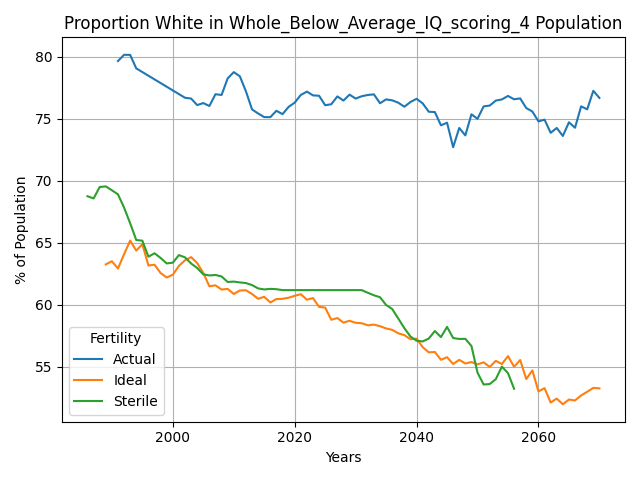 Proportion White in Whole_Below_Average_IQ_scoring_4 Population
80
75
70
65
60
55
% of Population
Fertility
Actual
Ideal
Sterile
2000
2020
2040
2060
Years